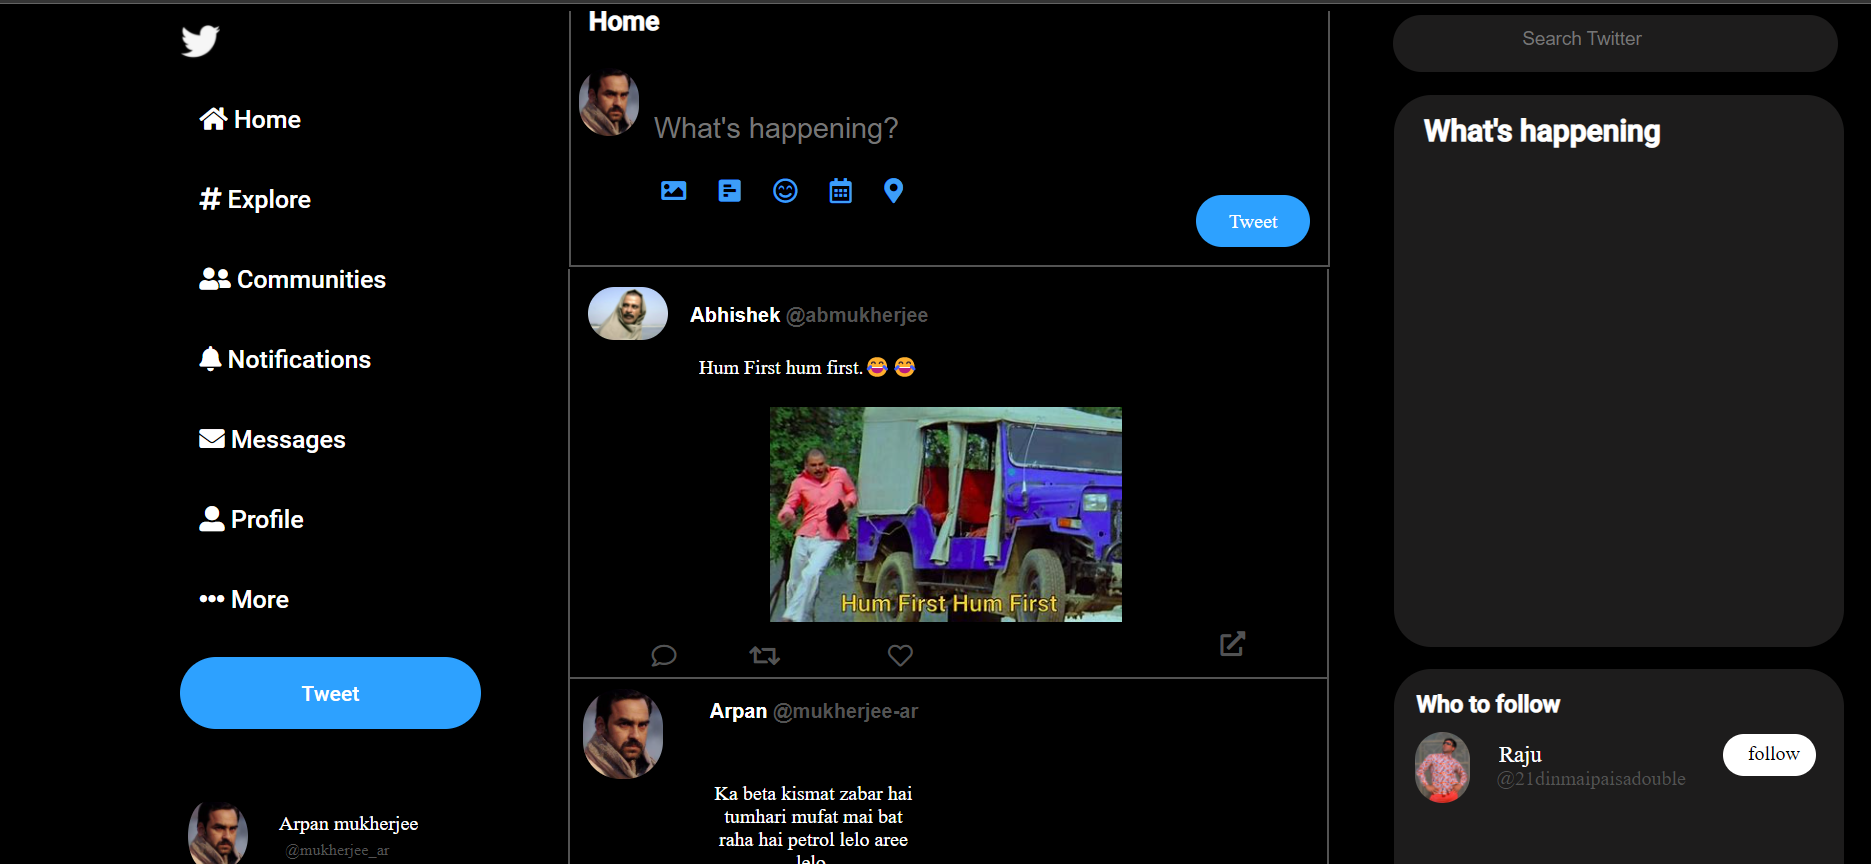 Home
Explore
Communities
Notifications
Messages
Profile
More
Tweet
Arpan mukherjee
@mukherjee_ar
Home
What's happening?
Tweet
Abhishek @abmukherjee
Hum First hum first.😂 😂
Hum First Hum First
Arpan @mukherjee-ar
Ka beta kismat zabar hai
tumhari mufat mai bat
raha hai petrol lelo aree
lelo
Search Twitter
What's happening
Who to follow
Raju
@21dinmaipaisadouble
follow